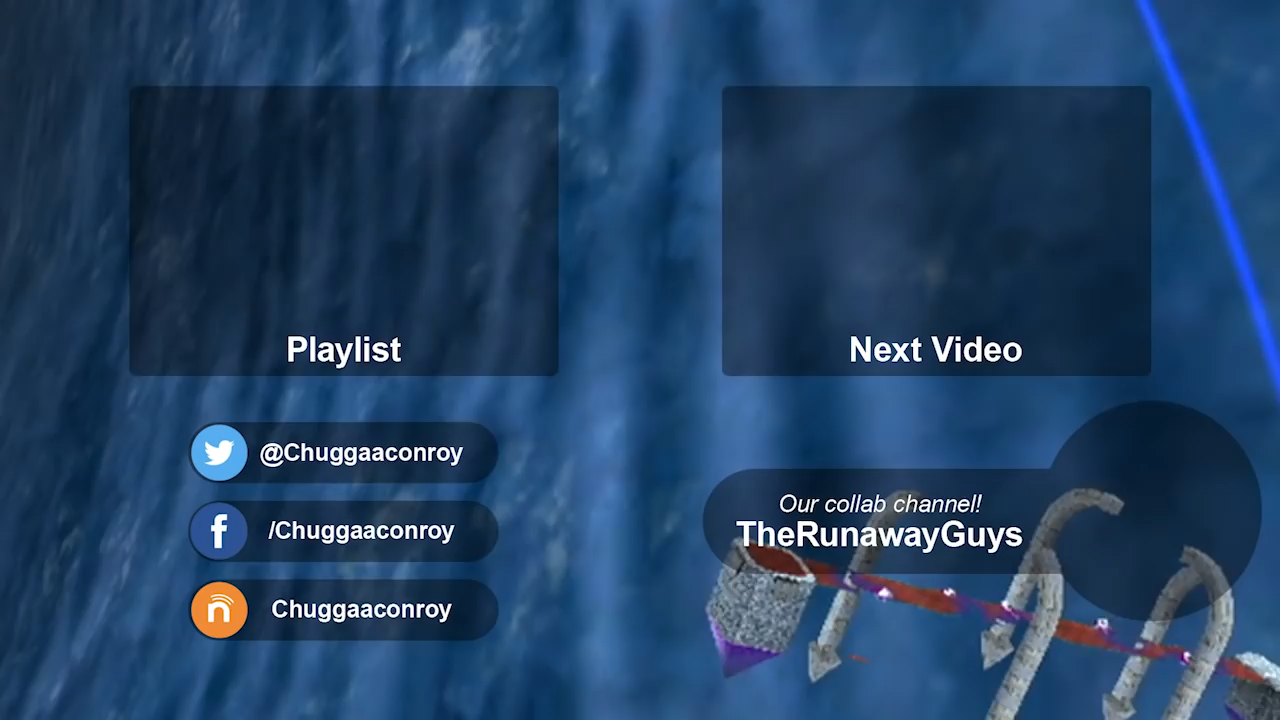 Playlist
Next Video
@Chuggaaconroy
/Chuggaaconroy
Chuggaaconroy
Our collab channel!
TheRunawayGuys